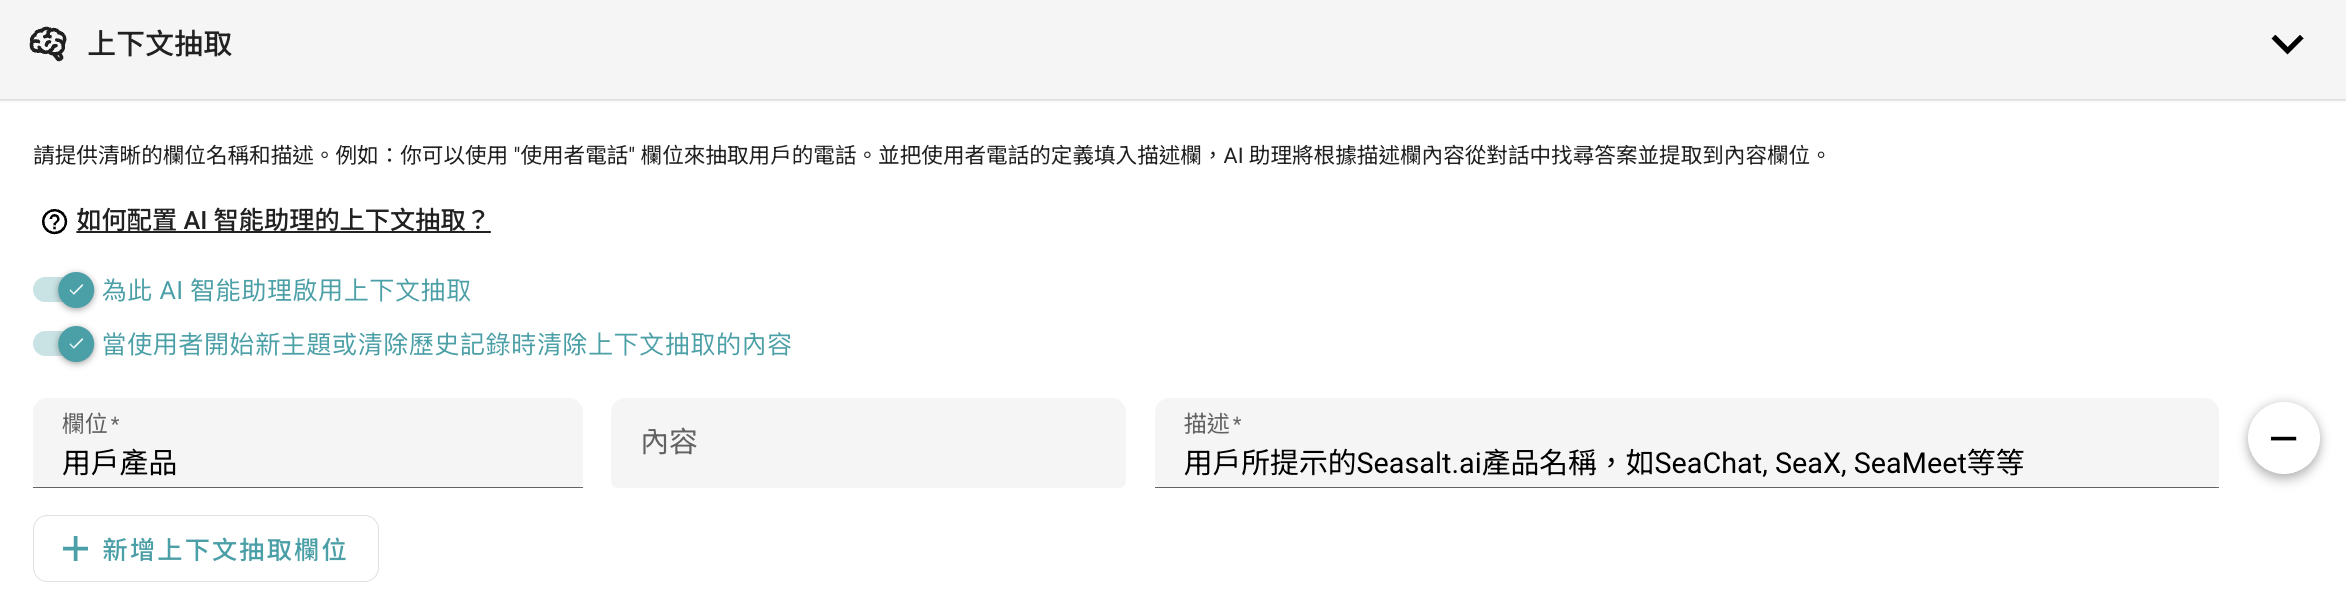 上下文抽取
請提供清晰的欄位名稱和描述。例如：你可以使用 "使用者電話" 欄位來抽取用戶的電話。並把使用者電話的定義填入描述欄，AI 助理將根據描述欄內容從對話中找尋答案並提取到內容欄位。
如何配置 AI 智能助理的上下文抽取？
為此 AI 智能助理啟用上下文抽取
當使用者開始新主題或清除歷史記錄時清除上下文抽取的內容
欄位*
用戶產品
內容
描述*
用戶所提示的Seasalt.ai產品名稱，如SeaChat, SeaX, SeaMeet等等
新增上下文抽取欄位